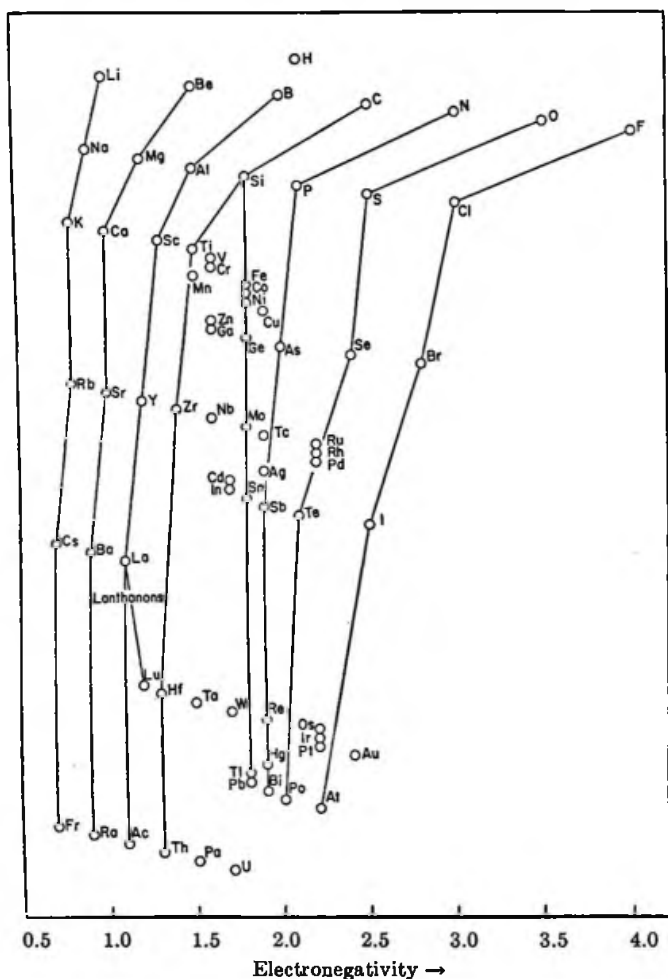 H
Li
Be
B
C
N
O
F
Na
Mg
Al
Si
P
S
Cl
K
Ca
Sc
Ti
V
Cr
Mn
Fe
Co
Ni
Cu
Zn
Ga
Ge
As
Se
Br
Rb
Sr
Y
Zr
Nb
Mo
Tc
Ru
Rh
Pd
Ag
Cd
In
Sn
Sb
Te
I
Cs
Ba
La
Lanthanons
Lu
Hf
Ta
W
Re
Os
Ir
Pt
Au
Hg
Tl
Pb
Bi
Po
At
Fr
Ra
Ac
Th
Pa
U
0.5 1.0 1.5 2.0 2.5 3.0 3.5 4.0
Electronegativity →